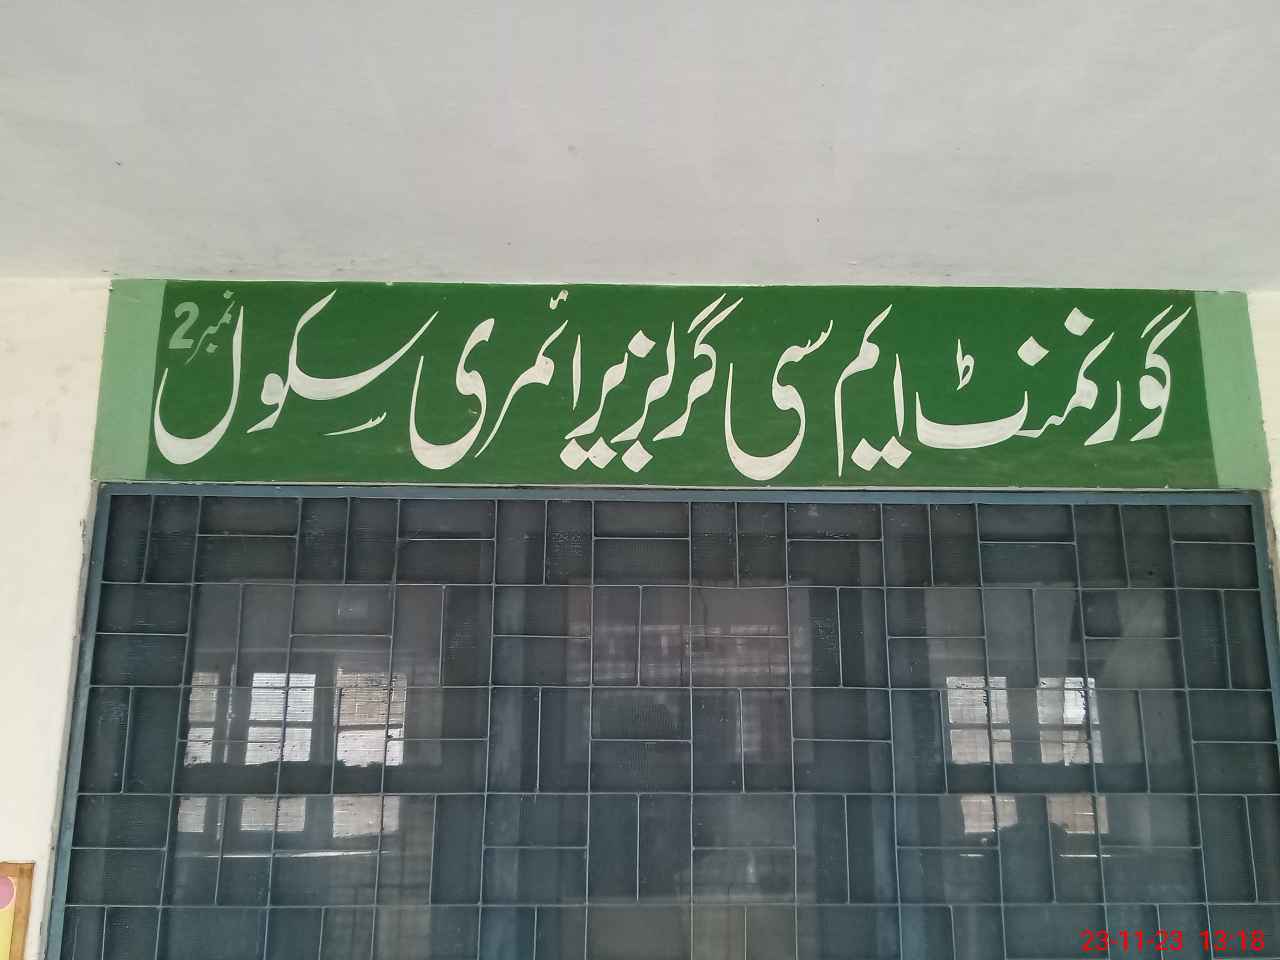 گورنمنٹ ایم سی گرلز پرائمری سکول نمبر 2
23-11-23 13:18